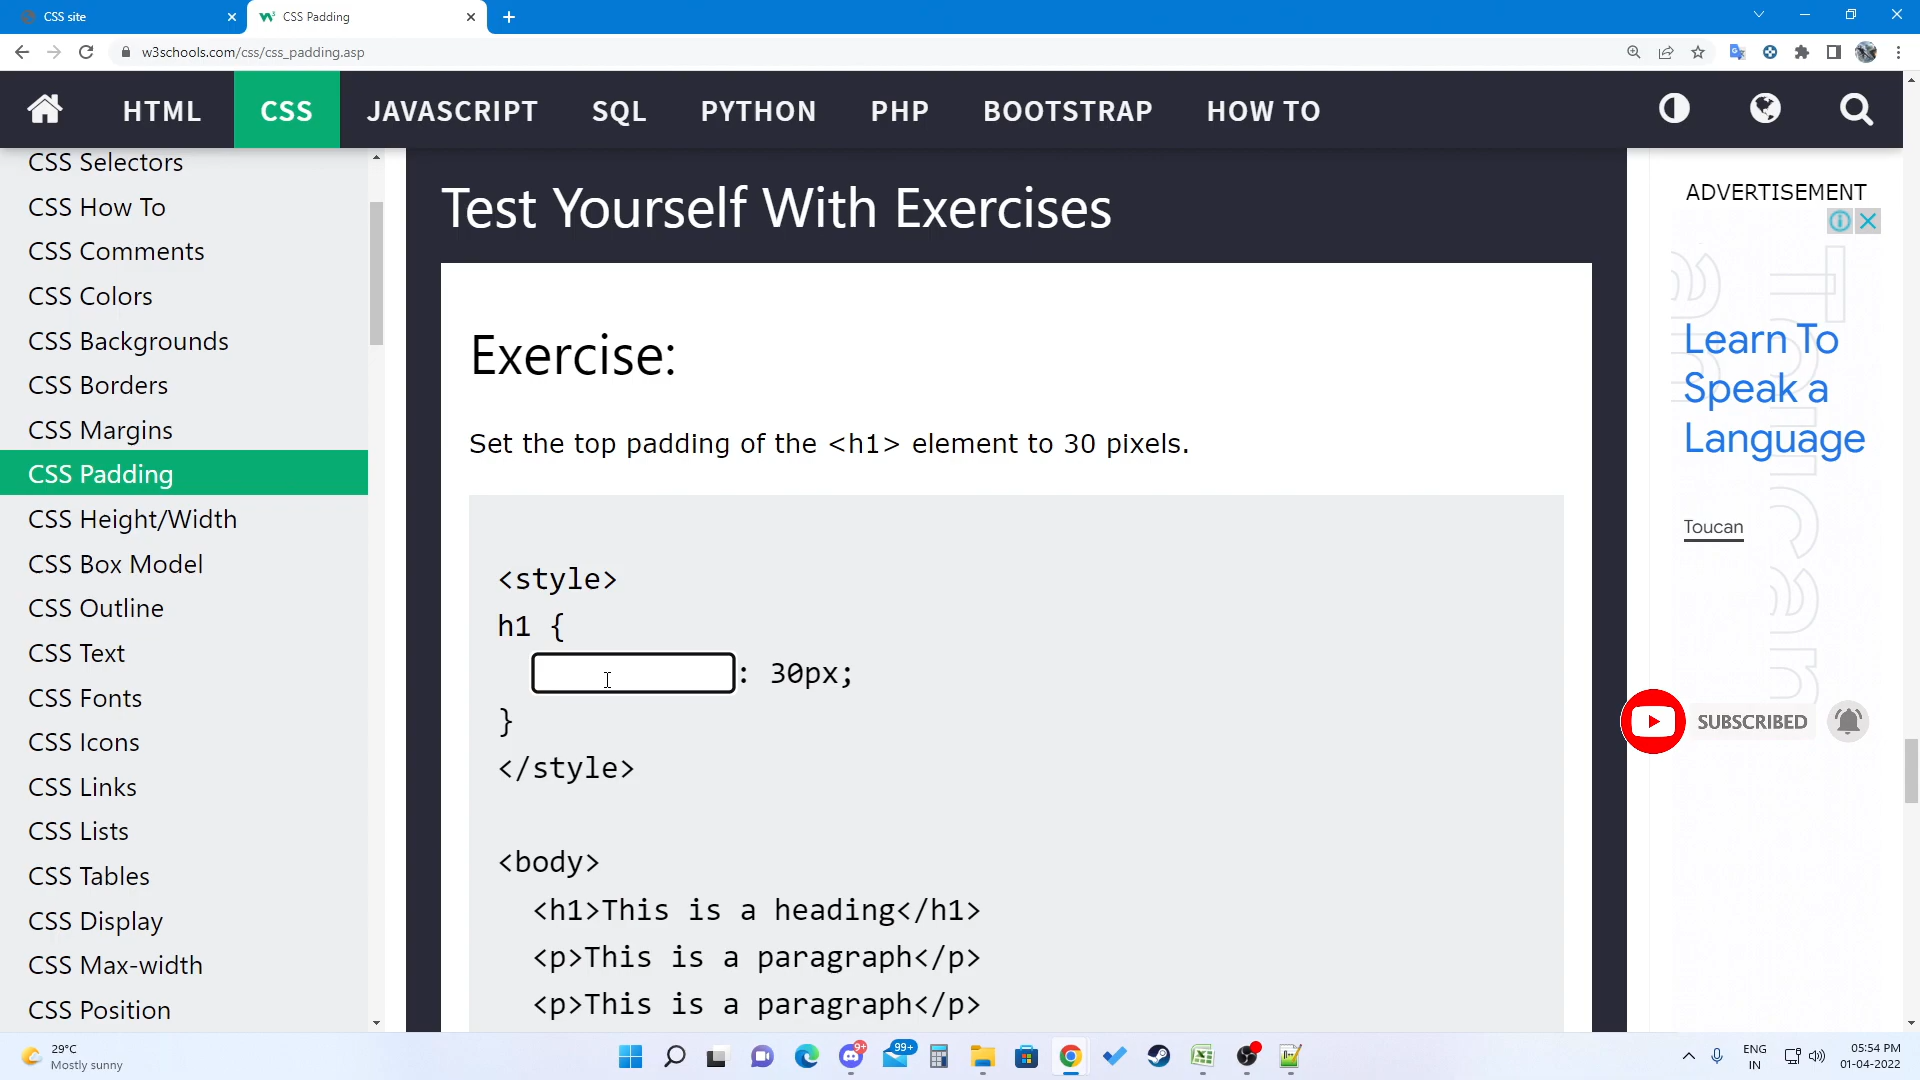 CSS site
CSS Padding
w3schools.com/css/css_padding.asp
HTML
CSS
JAVASCRIPT
SQL
PYTHON
PHP
BOOTSTRAP
HOW TO
CSS Selectors
CSS How To
CSS Comments
CSS Colors
CSS Backgrounds
CSS Borders
CSS Margins
CSS Padding
CSS Height/Width
CSS Box Model
CSS Outline
CSS Text
CSS Fonts
CSS Icons
CSS Links
CSS Lists
CSS Tables
CSS Display
CSS Max-width
CSS Position
Test Yourself With Exercises
Exercise:
Set the top padding of the <h1> element to 30 pixels.
<style>
h1 {
: 30px;
}
</style>
<body>
<h1>This is a heading</h1>
<p>This is a paragraph</p>
<p>This is a paragraph</p>
ADVERTISEMENT
Toucan
Learn To
Speak a
Language
Toucan
SUBSCRIBED
29°C
Mostly sunny
9+
99+
ENG
IN
05:54 PM
01-04-2022